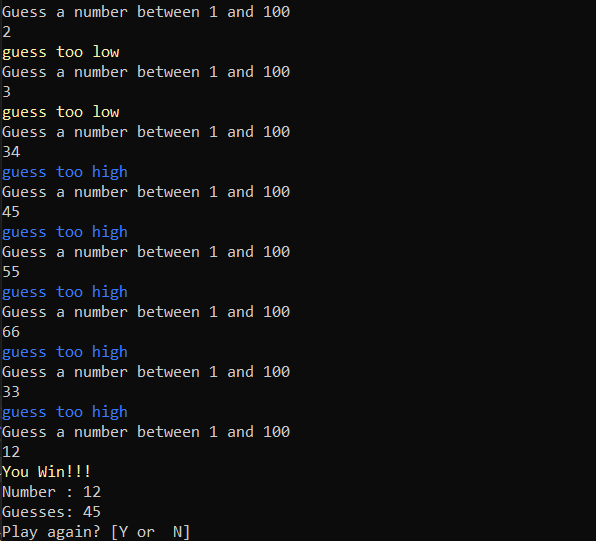 Guess a number between 1 and 100
2
guess too low
Guess a number between 1 and 100
3
guess too low
Guess a number between 1 and 100
34
guess too high
Guess a number between 1 and 100
45
guess too high
Guess a number between 1 and 100
55
guess too high
Guess a number between 1 and 100
66
guess too high
Guess a number between 1 and 100
33
guess too high
Guess a number between 1 and 100
12
You Win!!!
Number : 12
Guesses: 45
Play again? [Y or  N]